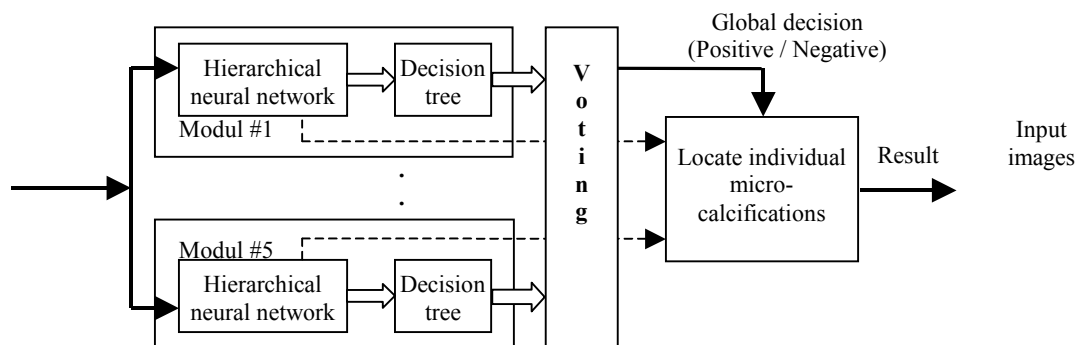 Global decision
(Positive / Negative)
Hierarchical
neural network
Decision
tree
Modul #1
V
o
t
i
n
g
Locate individual
micro-
calcifications
Result
Input
images
.
.
Modul #5
Hierarchical
neural network
Decision
tree